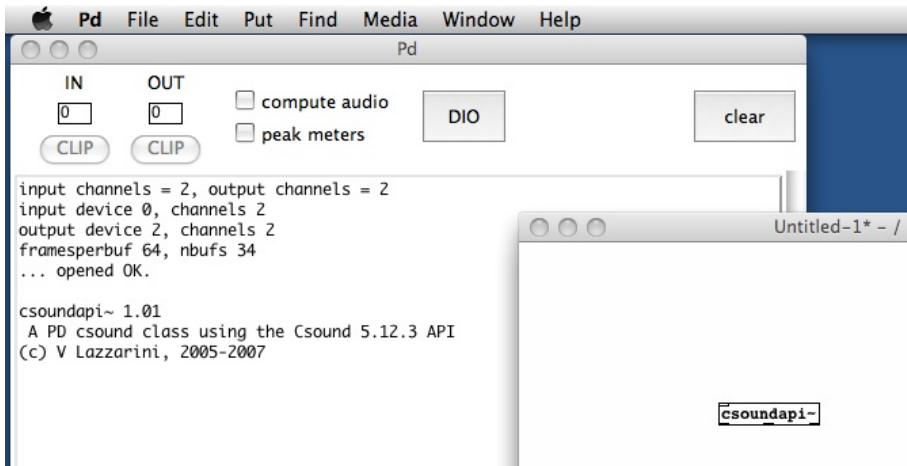 Pd File Edit Put Find Media Window Help
Pd
IN OUT
0 0
CLIP CLIP
compute audio
peak meters
DIO
clear
input channels = 2, output channels = 2
input device 0, channels 2
output device 2, channels 2
framesperbuf 64, nbufs 34
... opened OK.
csoundapi~ 1.01
A PD csound class using the Csound 5.12.3 API
(c) V Lazzarini, 2005-2007
Untitled-1* - /
csoundapi~